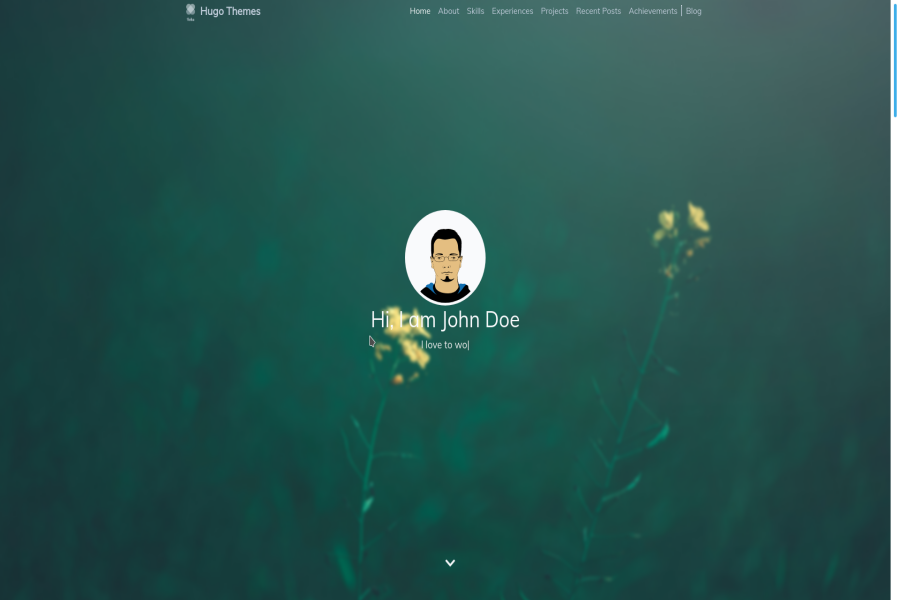 Hugo Themes
Home About Skills Experiences Projects Recent Posts Achievements Blog
Hi, I am John Doe
I love to wo|